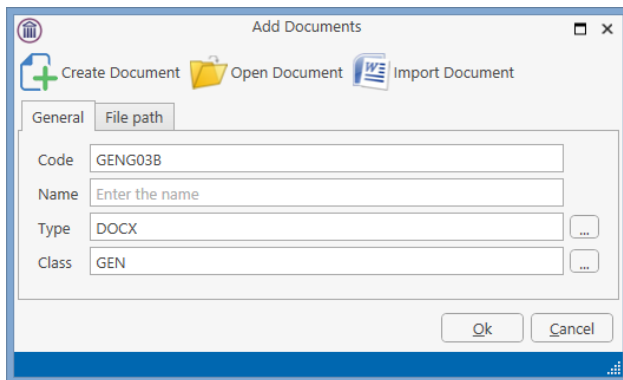 Add Documents
Create Document Open Document Import Document
General File path
Code GENG03B
Name Enter the name
Type DOCX ...
Class GEN ...
Ok Cancel